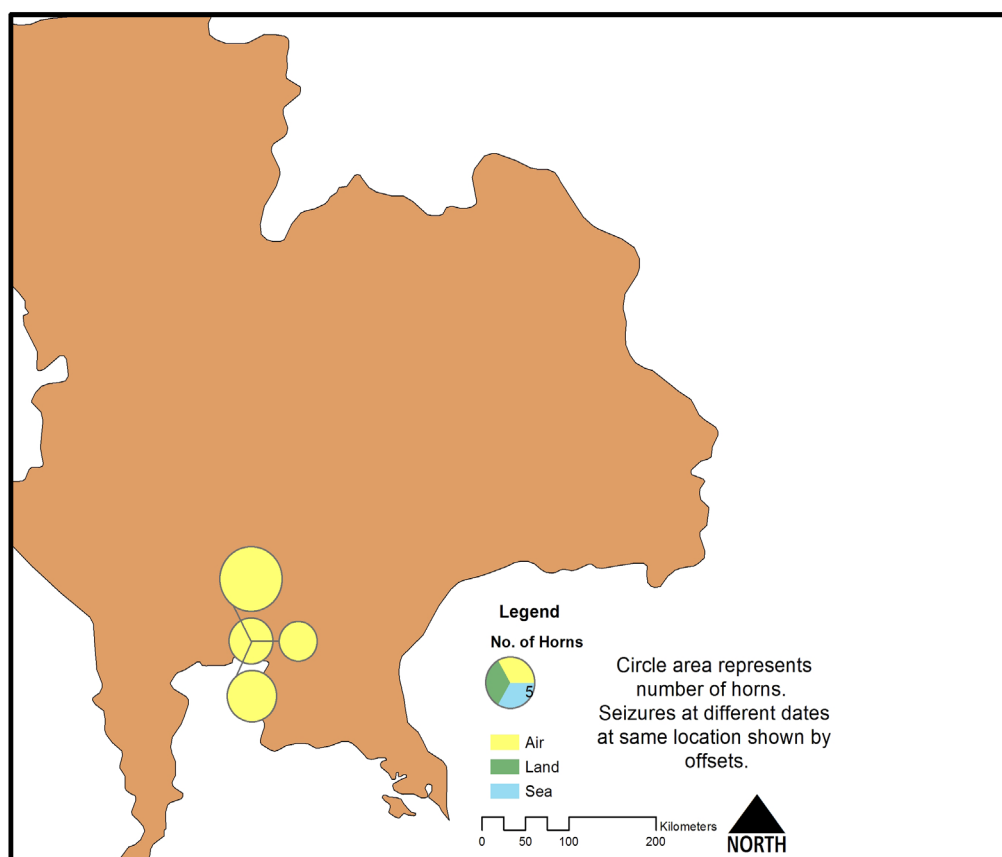 Legend
No. of Horns
5
Air
Land
Sea
Circle area represents
number of horns.
Seizures at different dates
at same location shown by
offsets.
Kilometers
0 50 100 200
NORTH